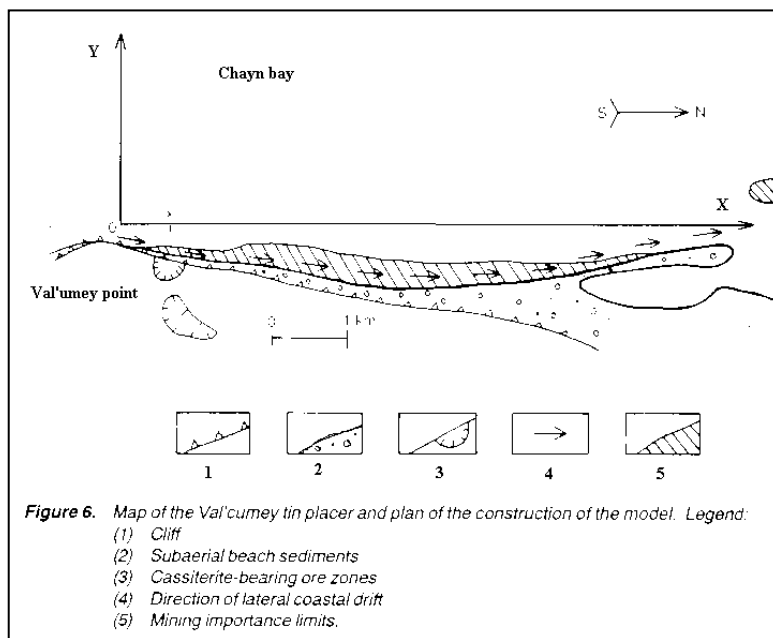 Y
Chayn bay
S N
0 X
Val'umey point
0 1 km
1 2 3 4 5
Figure 6. Map of the Val'cumey tin placer and plan of the construction of the model. Legend:
(1) Cliff
(2) Subaerial beach sediments
(3) Cassiterite-bearing ore zones
(4) Direction of lateral coastal drift
(5) Mining importance limits.